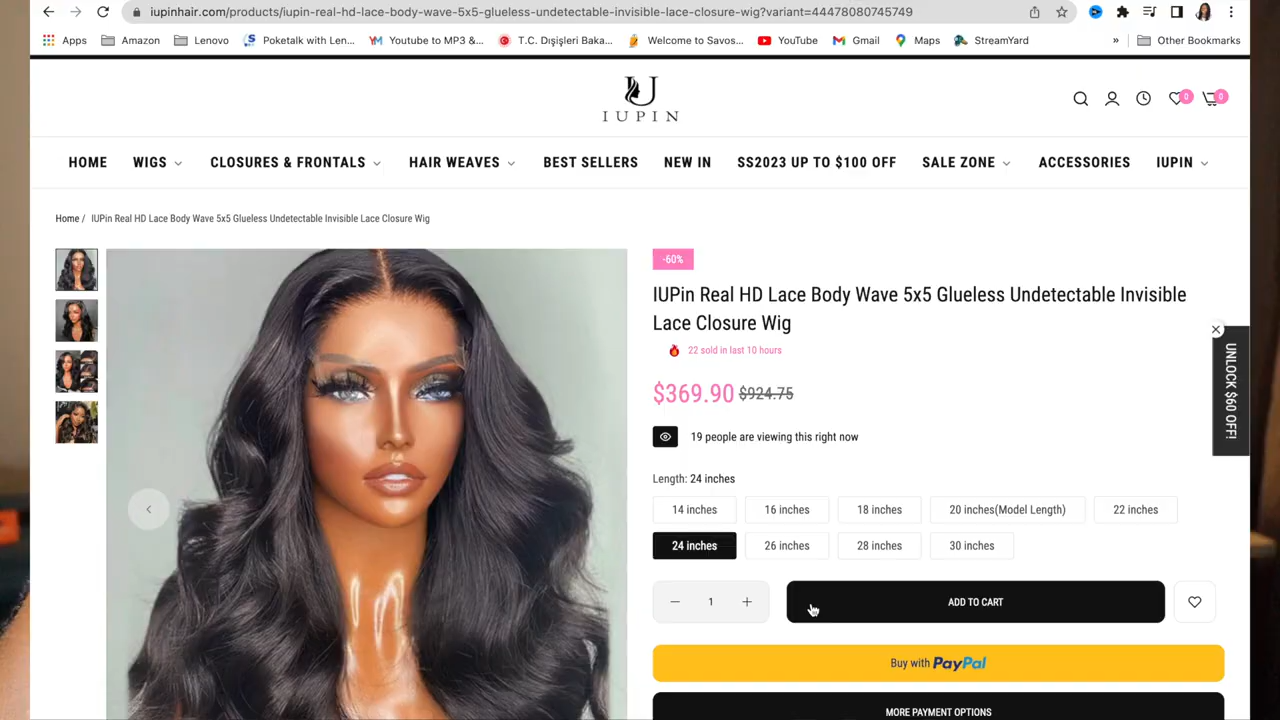 iupinhair.com/products/iupin-real-hd-lace-body-wave-5x5-glueless-undetectable-invisible-lace-closure-wig?variant=44478080745749
Apps Amazon Lenovo Poketalk with Len... Youtube to MP3 &... T.C. Dışişleri Baka... Welcome to Savos... YouTube Gmail Maps StreamYard » Other Bookmarks
U
IUPIN
0 0
HOME WIGS CLOSURES & FRONTALS HAIR WEAVES BEST SELLERS NEW IN SS2023 UP TO $100 OFF SALE ZONE ACCESSORIES IUPIN
Home / IUPin Real HD Lace Body Wave 5x5 Glueless Undetectable Invisible Lace Closure Wig
-60%
IUPin Real HD Lace Body Wave 5x5 Glueless Undetectable Invisible
Lace Closure Wig
22 sold in last 10 hours
$369.90 $924.75
19 people are viewing this right now
Length: 24 inches
14 inches 16 inches 18 inches 20 inches(Model Length) 22 inches
24 inches 26 inches 28 inches 30 inches
1 ADD TO CART
Buy with PayPal
MORE PAYMENT OPTIONS
UNLOCK $60 OFF!